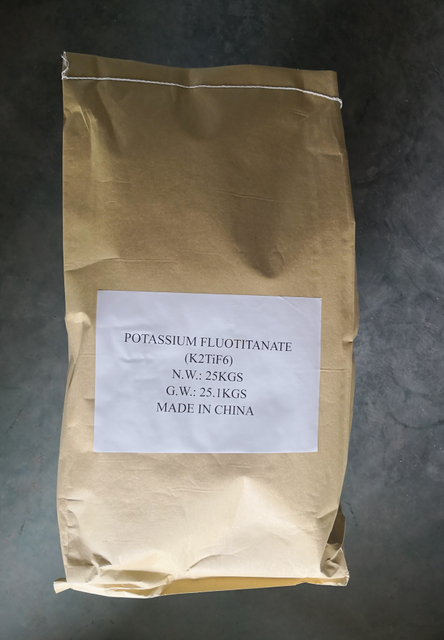 POTASSIUM FLUOTITANATE
(K2TiF6)
N.W.: 25KGS
G.W.: 25.1KGS
MADE IN CHINA